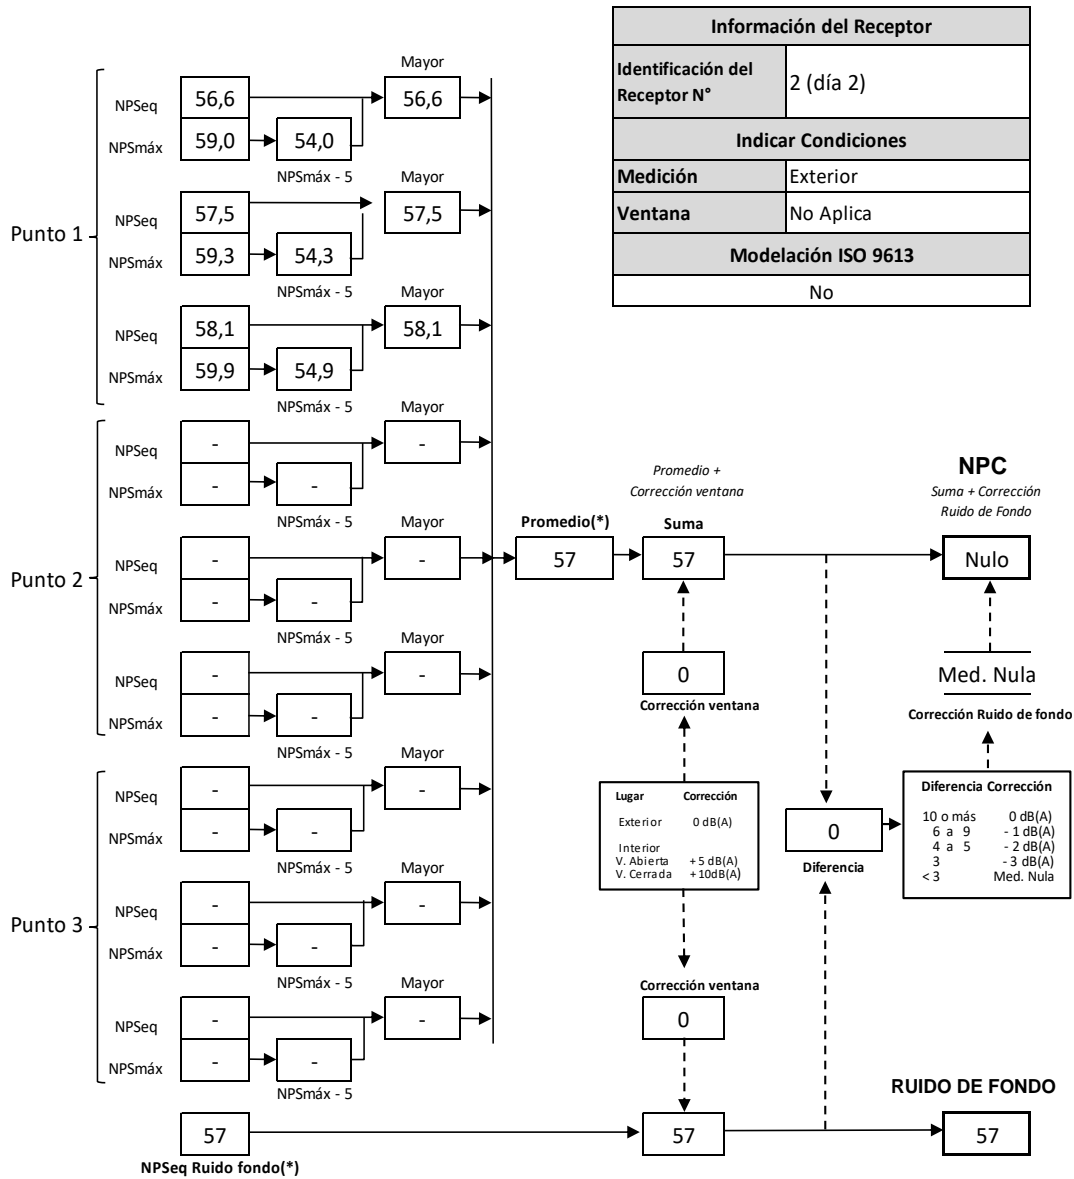 Información del Receptor
Identificación del Receptor N°
2 (día 2)
Indicar Condiciones
Medición
Exterior
Ventana
No Aplica
Modelación ISO 9613
No
Punto 1
Mayor
NPSeq
56,6
56,6
NPSmáx
59,0
54,0
NPSmáx - 5
Mayor
NPSeq
57,5
57,5
NPSmáx
59,3
54,3
NPSmáx - 5
Mayor
NPSeq
58,1
58,1
NPSmáx
59,9
54,9
NPSmáx - 5
Punto 2
Mayor
NPSeq
-
-
NPSmáx
-
-
NPSmáx - 5
Mayor
NPSeq
-
-
NPSmáx
-
-
NPSmáx - 5
Mayor
NPSeq
-
-
NPSmáx
-
-
NPSmáx - 5
Punto 3
Mayor
NPSeq
-
-
NPSmáx
-
-
NPSmáx - 5
Mayor
NPSeq
-
-
NPSmáx
-
-
NPSmáx - 5
Mayor
NPSeq
-
-
NPSmáx
-
-
NPSmáx - 5
57
NPSeq Ruido fondo(*)
Promedio(*)
57
Promedio +
Corrección ventana
Suma
57
0
Corrección ventana
Lugar Corrección
Exterior 0 dB(A)
Interior
V. Abierta + 5 dB(A)
V. Cerrada +10dB(A)
Corrección ventana
0
57
0
Diferencia
NPC
Suma + Corrección
Ruido de Fondo
Nulo
Med. Nula
Corrección Ruido de fondo
Diferencia Corrección
10 o más 0 dB(A)
6 a 9 - 1 dB(A)
4 a 5 - 2 dB(A)
3 - 3 dB(A)
< 3 Med. Nula
RUIDO DE FONDO
57